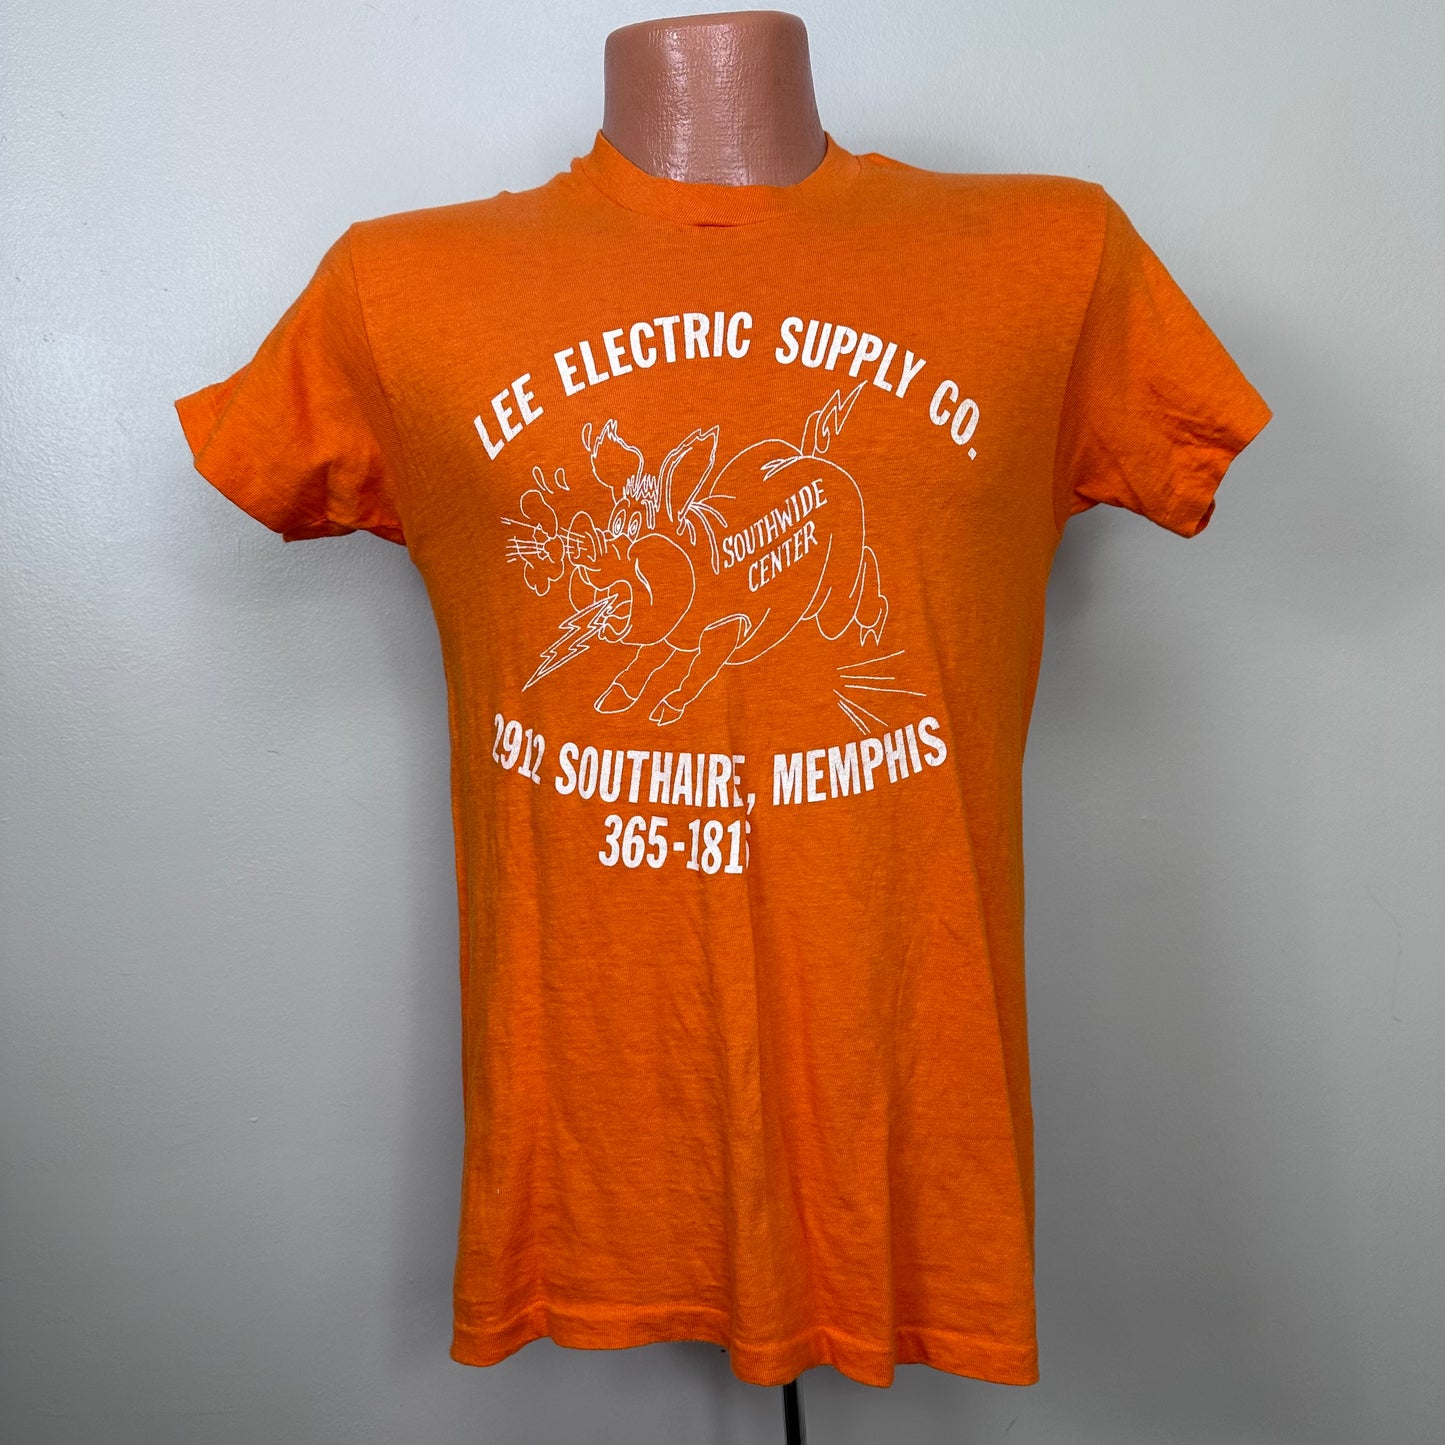 LEE ELECTRIC SUPPLY CO.
SOUTHWIDE
CENTER
2912 SOUTHAIRE, MEMPHIS